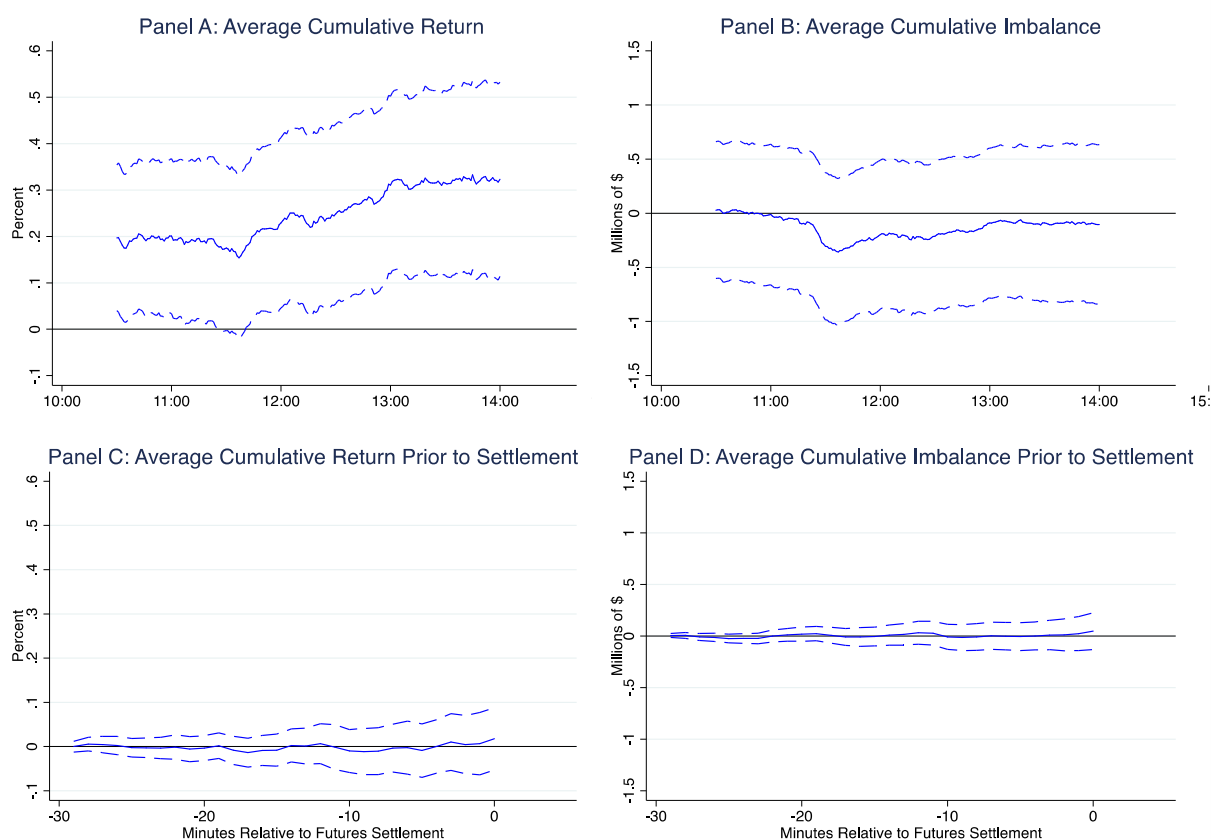 Panel A: Average Cumulative Return
Percent
.6
.5
.4
.3
.2
.1
0
-.1
10:00 11:00 12:00 13:00 14:00
Panel B: Average Cumulative Imbalance
Millions of $
1.5
1
.5
0
-.5
-1
-1.5
10:00 11:00 12:00 13:00 14:00 15:
Panel C: Average Cumulative Return Prior to Settlement
Percent
.6
.5
.4
.3
.2
.1
0
-.1
-30 -20 -10 0
Minutes Relative to Futures Settlement
Panel D: Average Cumulative Imbalance Prior to Settlement
Millions of $
1.5
1
.5
0
-.5
-1
-1.5
-30 -20 -10 0
Minutes Relative to Futures Settlement